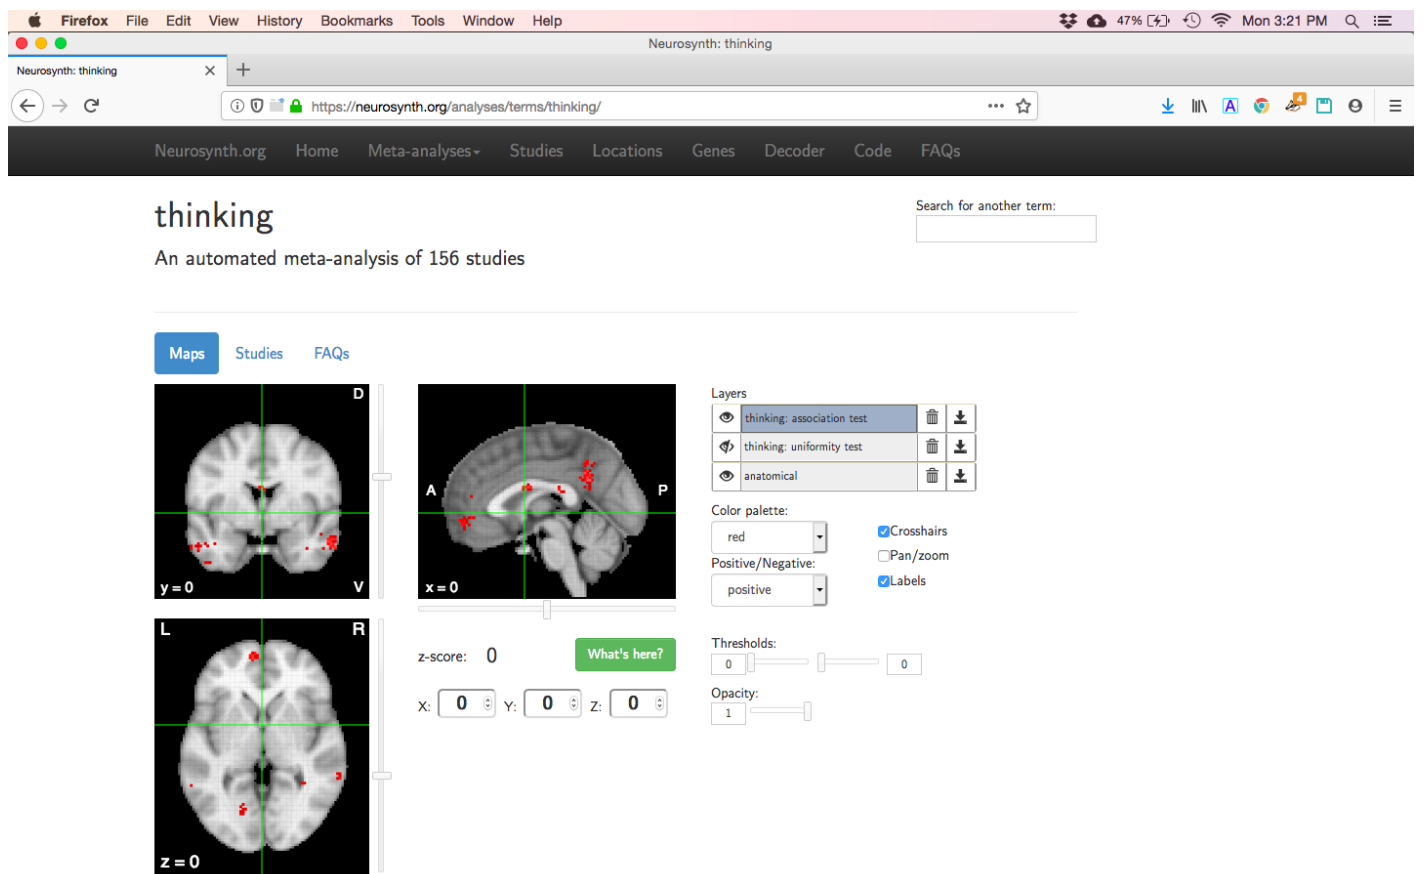 Firefox File Edit View History Bookmarks Tools Window Help 47% Mon 3:21 PM
Neurosynth: thinking
Neurosynth: thinking
https://neurosynth.org/analyses/terms/thinking/ A 4
Neurosynth.org Home Meta-analyses Studies Locations Genes Decoder Code FAQs
thinking
Search for another term:
An automated meta-analysis of 156 studies
Maps Studies FAQs
D
y = 0 V
A P
x = 0
L R
z = 0
z-score: 0 What's here?
X: 0 Y: 0 Z: 0
Layers
thinking: association test
thinking: uniformity test
anatomical
Color palette:
red
Positive/Negative:
positive
Crosshairs
Pan/zoom
Labels
Thresholds:
0 0
Opacity:
1